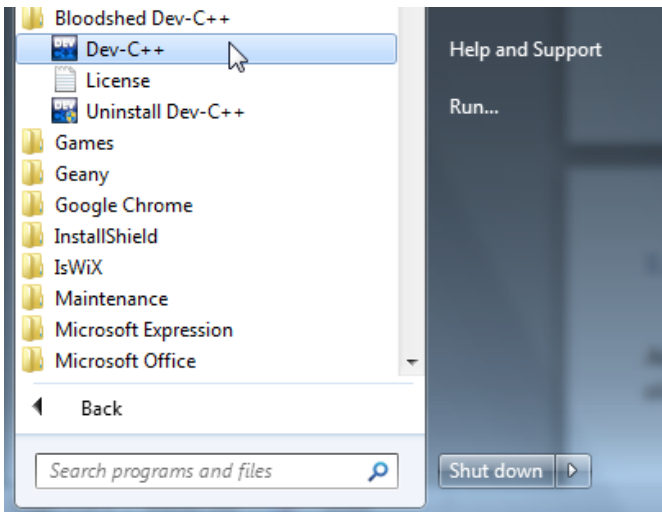 Bloodshed Dev-C++
Dev-C++
License
Uninstall Dev-C++
Games
Geany
Google Chrome
InstallShield
IsWiX
Maintenance
Microsoft Expression
Microsoft Office
Back
Search programs and files
Help and Support
Run...
Shut down